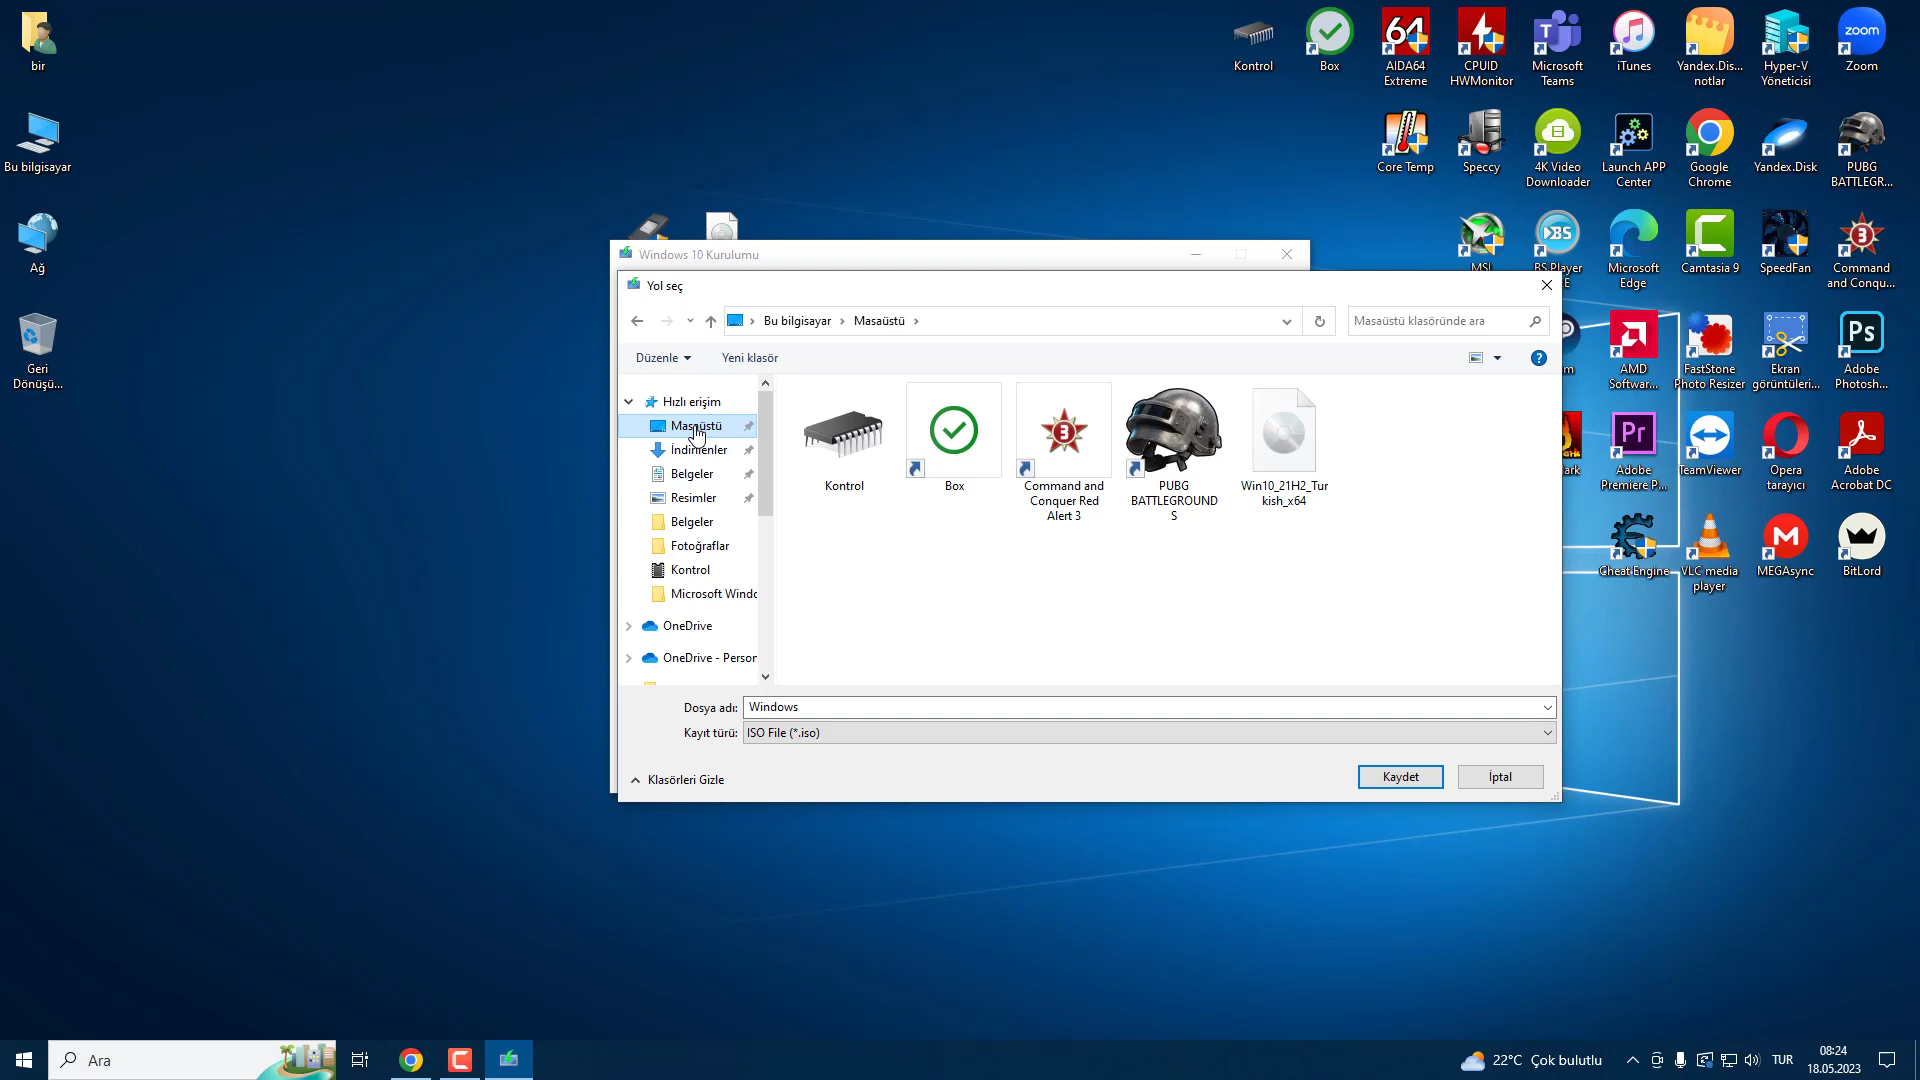 bir
Bu bilgisayar
Ağ
Geri
Dönüşü...
Kontrol
Box
AIDA64
Extreme
CPUID
HWMonitor
Microsoft
Teams
iTunes
Yandex.Dis...
notlar
Hyper-V
Yöneticisi
zoom
Zoom
Core Temp
Speccy
4K Video
Downloader
Launch APP
Center
Google
Chrome
Yandex.Disk
PUBG
BATTLEGR...
MSI
BS.Player
Microsoft
Edge
Camtasia 9
SpeedFan
Command
and Conqu...
AMD
Softwar...
FastStone
Photo Resizer
Ekran
görüntüleri...
Adobe
Photosh...
Adobe
Premiere P...
TeamViewer
Opera
tarayıcı
Adobe
Acrobat DC
Cheat Engine
VLC media
player
MEGAsync
BitLord
Windows 10 Kurulumu
Yol seç
Bu bilgisayar
Masaüstü
Masaüstü klasöründe ara
Düzenle
Yeni klasör
Hızlı erişim
Masaüstü
İndirilenler
Belgeler
Resimler
Belgeler
Fotoğraflar
Kontrol
Microsoft Windo
OneDrive
OneDrive - Person
Kontrol
Box
Command and
Conquer Red
Alert 3
PUBG
BATTLEGROUND
S
Win10_21H2_Tur
kish_x64
Dosya adı: Windows
Kayıt türü: ISO File (*.iso)
Klasörleri Gizle
Kaydet
İptal
Ara
22°C Çok bulutlu
TUR
08:24
18.05.2023